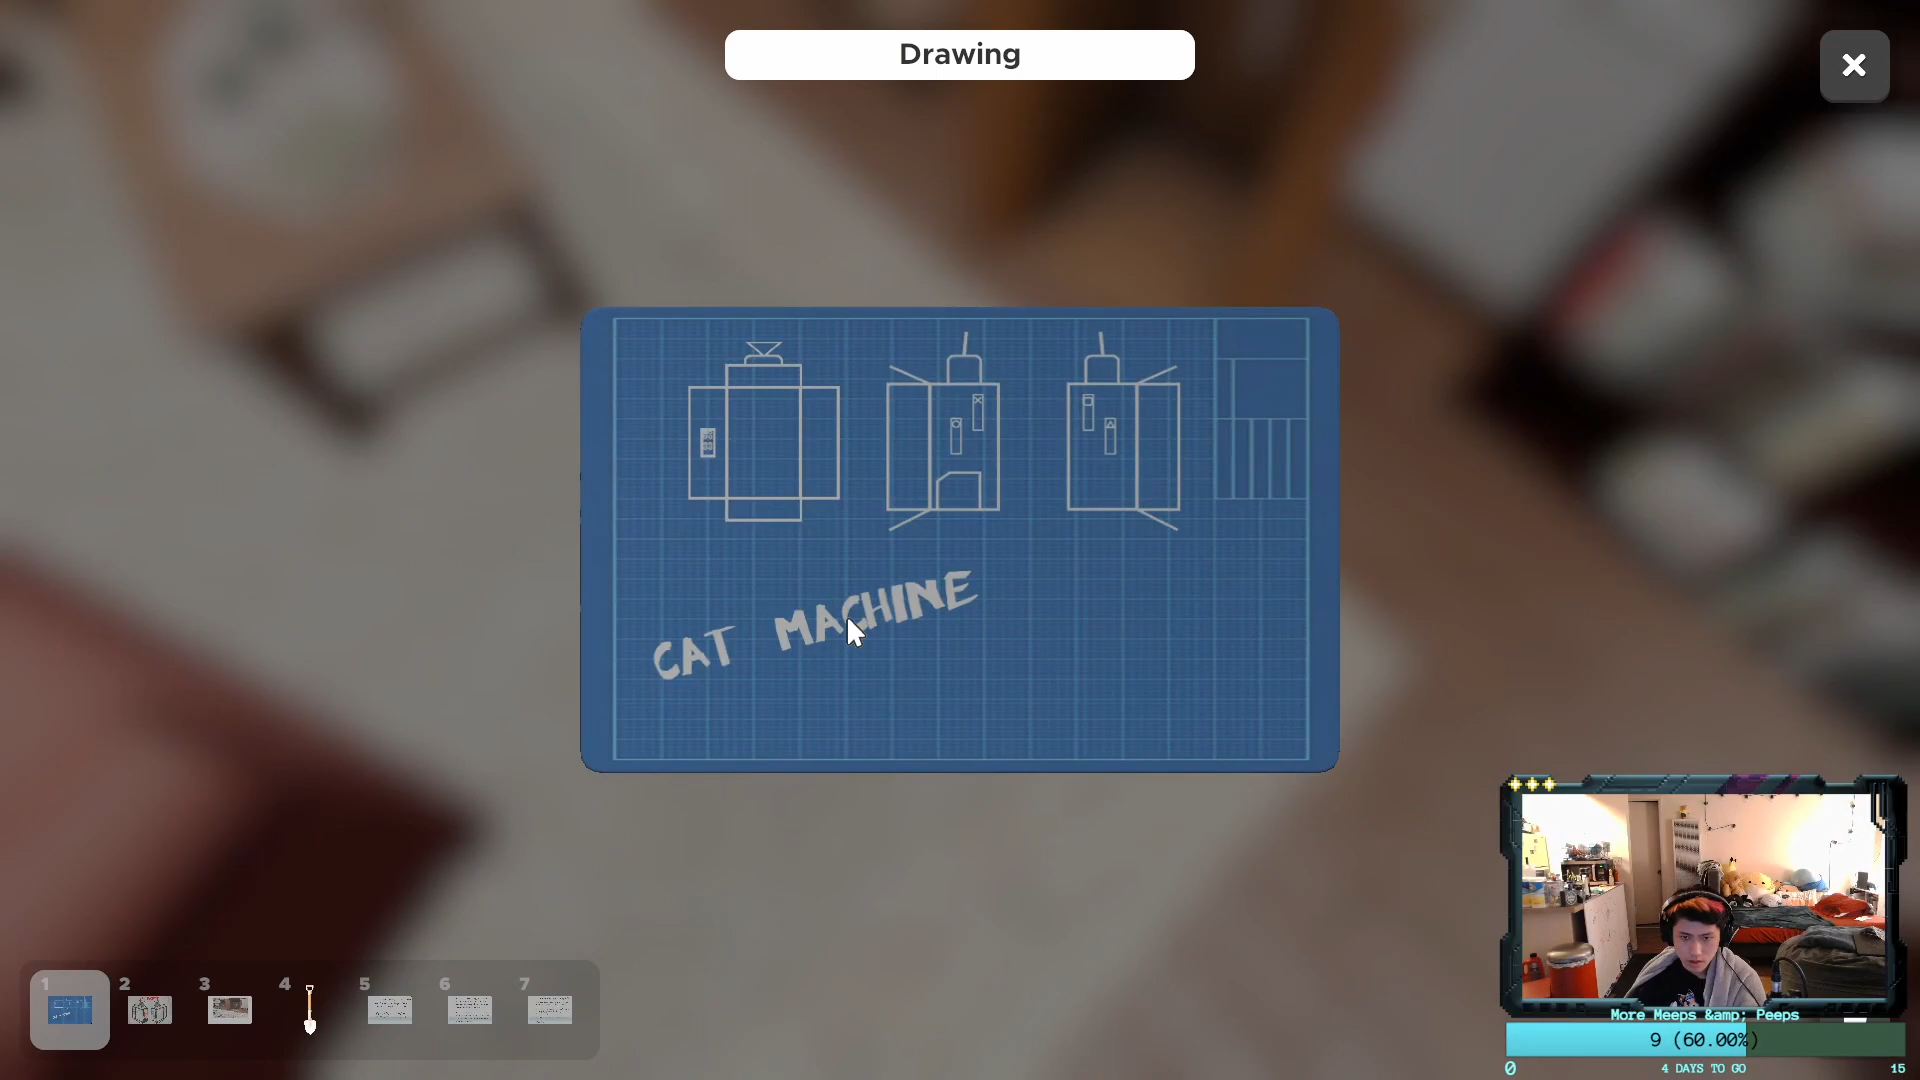 Drawing
CAT MACHINE
1 2 3 4 5 6 7
More Meeps &amp; Peeps
9 (60.00%)
0 4 DAYS TO GO 15